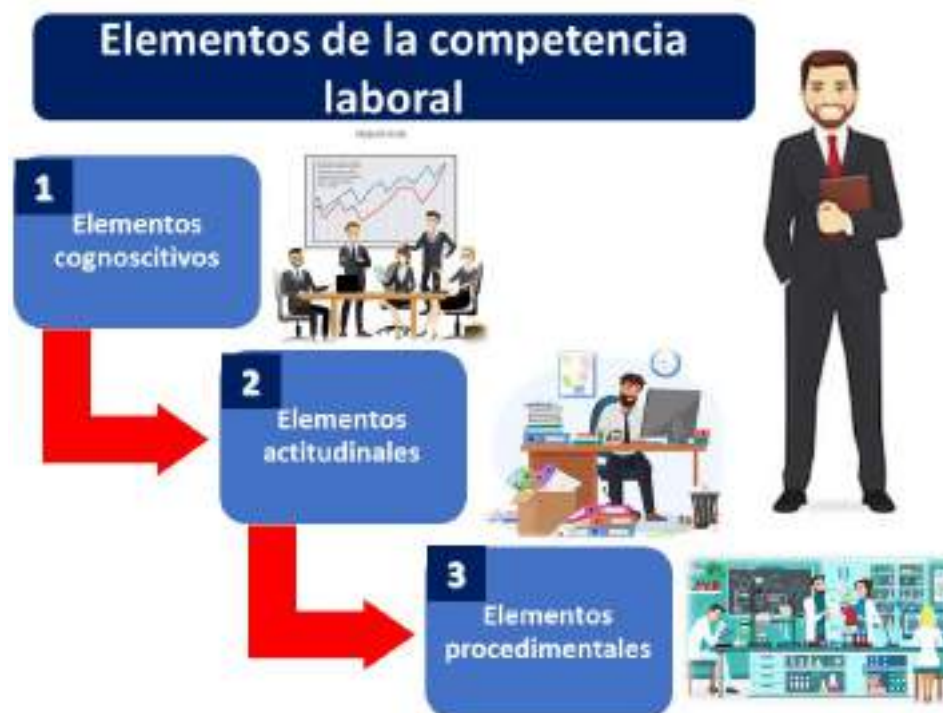 Elementos de la competencia
laboral
1
Elementos
cognoscitivos
2
Elementos
actitudinales
3
Elementos
procedimentales